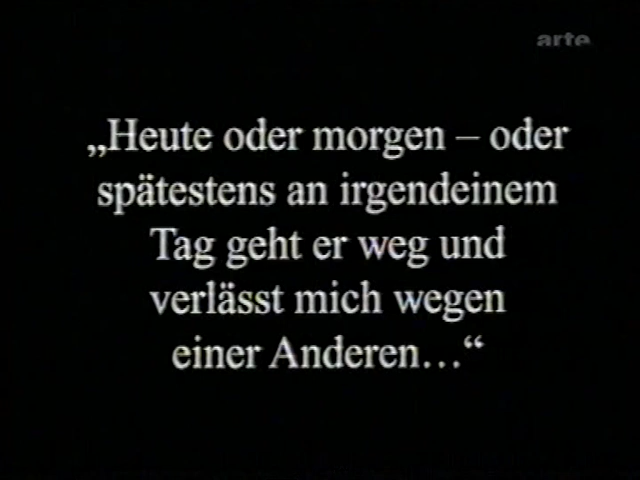 arte
„Heute oder morgen – oder
spätestens an irgendeinem
Tag geht er weg und
verlässt mich wegen
einer Anderen…“